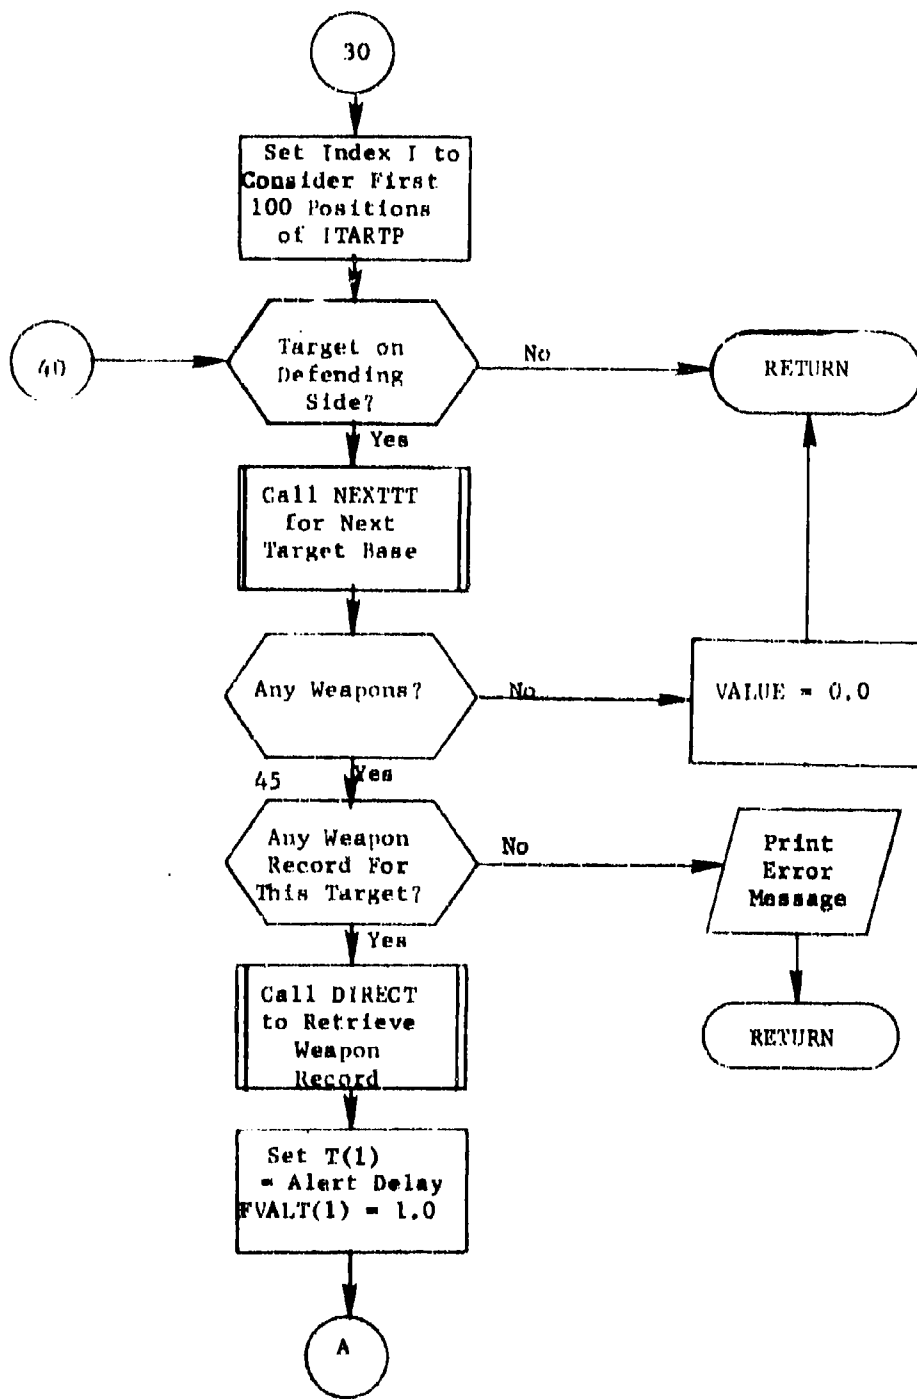 30
Set Index I to
Consider First
100 Positions
of ITARTP
40
Target on
Defending
Side?
No
RETURN
Yes
Call NEXTTT
for Next
Target Base
Any Weapons?
No
VALUE = 0.0
45
Yes
Any Weapon
Record For
This Target?
No
Print
Error
Message
Yes
Call DIRECT
to Retrieve
Weapon
Record
RETURN
Set T(1)
= Alert Delay
FVALT(1) = 1.0
A